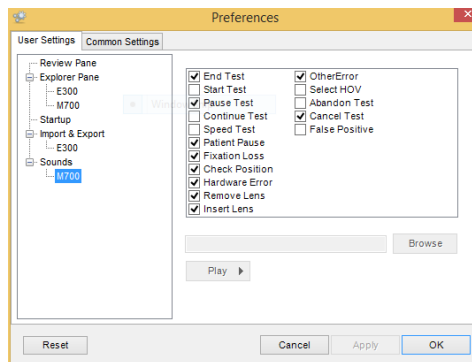 Preferences
User Settings
Common Settings
Review Pane
Explorer Pane
E300
M700
Startup
Import & Export
E300
Sounds
M700
End Test
Start Test
Pause Test
Continue Test
Speed Test
Patient Pause
Fixation Loss
Check Position
Hardware Error
Remove Lens
Insert Lens
OtherError
Select HOV
Abandon Test
Cancel Test
False Positive
Browse
Play
Reset
Cancel
Apply
OK